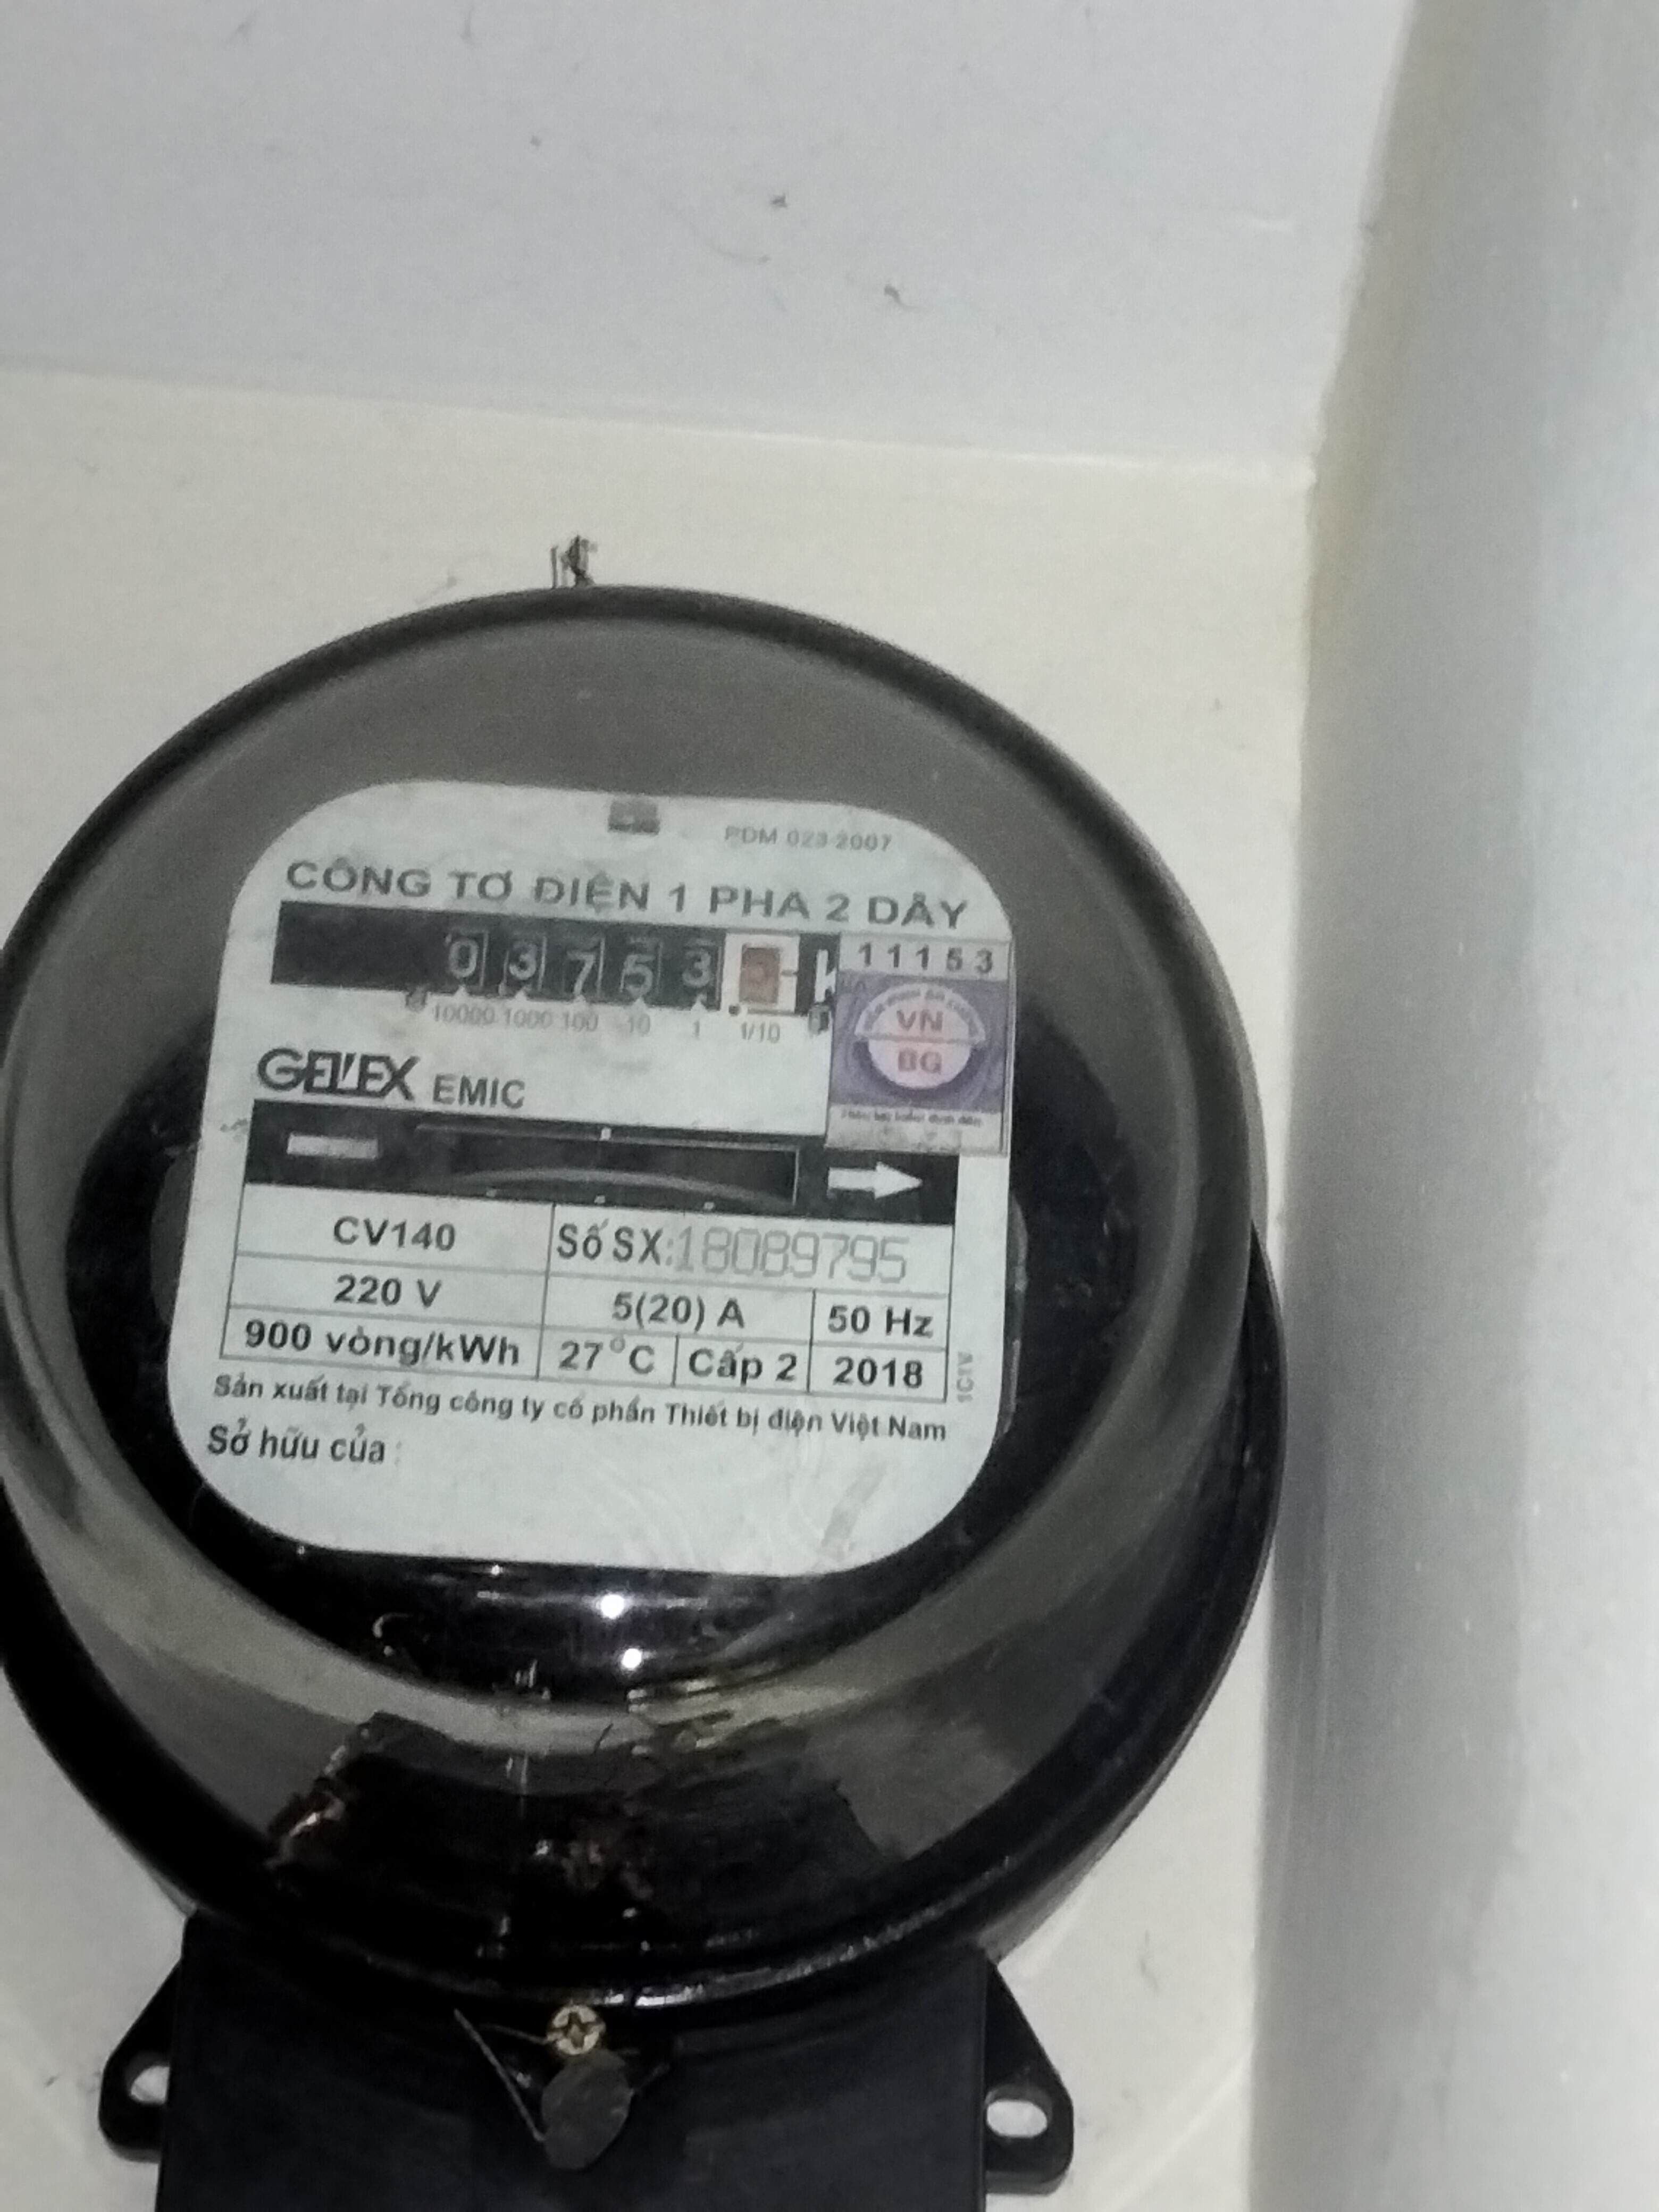 PDM 023-2007
CÔNG TƠ ĐIỆN 1 PHA 2 DÂY
0 3 7 5 3
11153
10000 1000 100 10 1 1/10
VN
BG
GELEX EMIC
CV140 Số SX: 18089795
220 V 5(20) A 50 Hz
900 vòng/kWh 27°C Cấp 2 2018
Sản xuất tại Tổng công ty cổ phần Thiết bị điện Việt Nam
Sở hữu của :